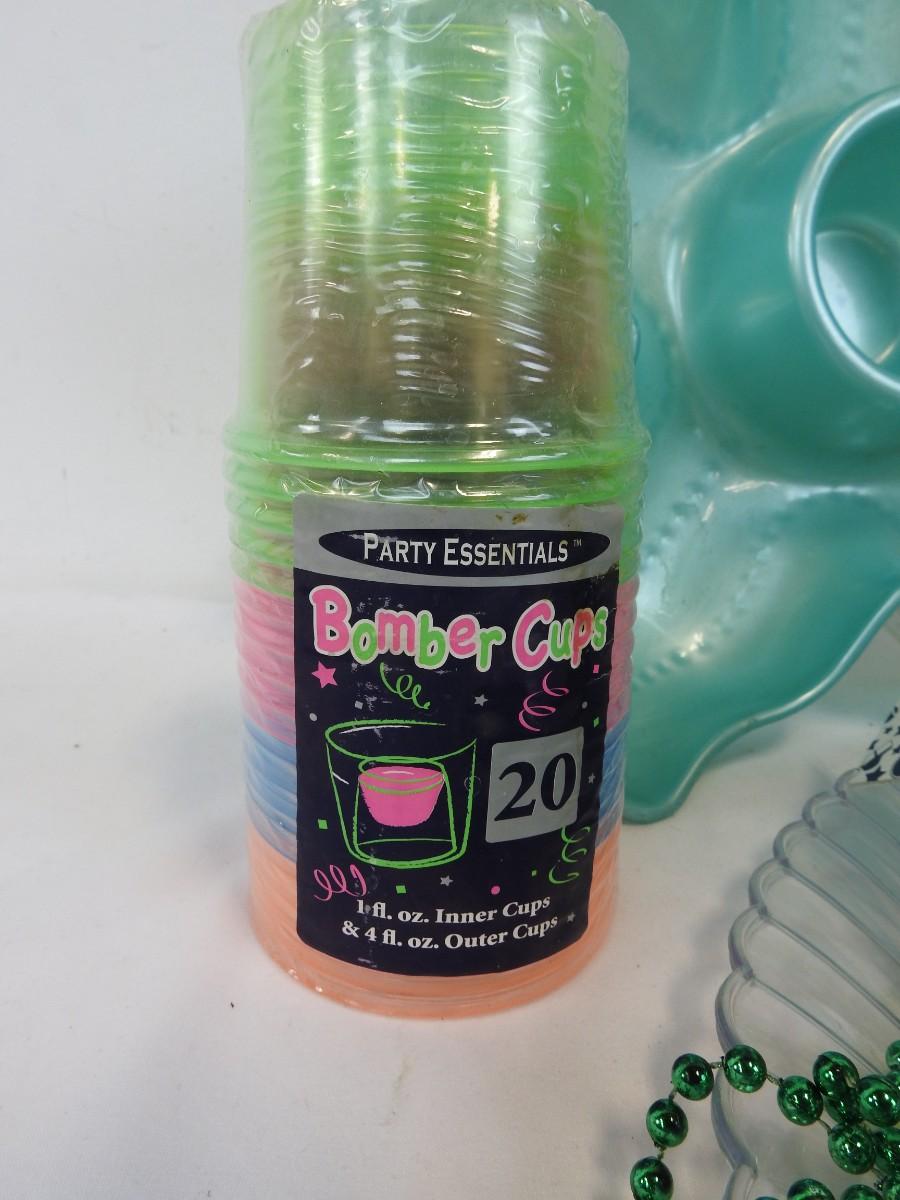 PARTY ESSENTIALS™
Bomber Cups
20
1 fl. oz. Inner Cups
& 4 fl. oz. Outer Cups